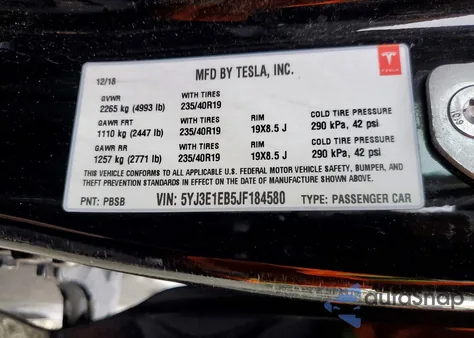 MFD BY TESLA, INC.
TESLA
12/18
GVWR WITH TIRES
2265 kg (4993 lb) 235/40R19
GAWR FRT WITH TIRES RIM COLD TIRE PRESSURE
1110 kg (2447 lb) 235/40R19 19X8.5 J 290 kPa, 42 psi
GAWR RR WITH TIRES RIM COLD TIRE PRESSURE
1257 kg (2771 lb) 235/40R19 19X8.5 J 290 kPa, 42 psi
THIS VEHICLE CONFORMS TO ALL APPLICABLE U.S. FEDERAL MOTOR VEHICLE SAFETY, BUMPER, AND
THEFT PREVENTION STANDARDS IN EFFECT ON THE DATE OF MANUFACTURE SHOWN ABOVE.
PNT: PBSB VIN: 5YJ3E1EB5JF184580 TYPE: PASSENGER CAR
autoSnap